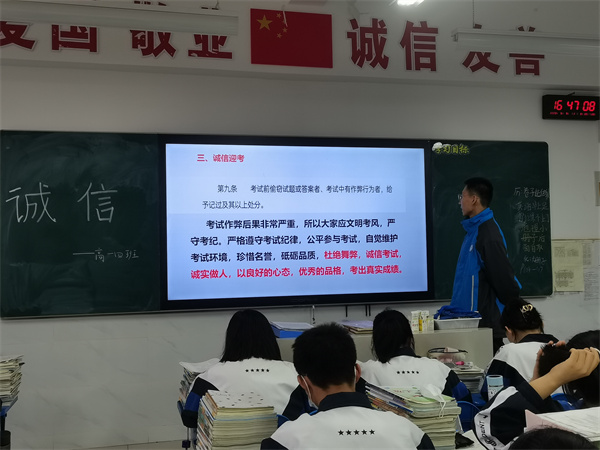 爱国 敬业 诚信 友善
16:47:08
三、诚信迎考
第九条 考试前偷窃试题或答案者、考试中有作弊行为者，给
予记过及其以上处分。
考试作弊后果非常严重，所以大家应文明考风，严
守考纪。严格遵守考试纪律，公平参与考试，自觉维护
考试环境，珍惜名誉，砥砺品质，杜绝舞弊，诚信考试，
诚实做人，以良好的心态，优秀的品格，考出真实成绩。
诚信
学习目标